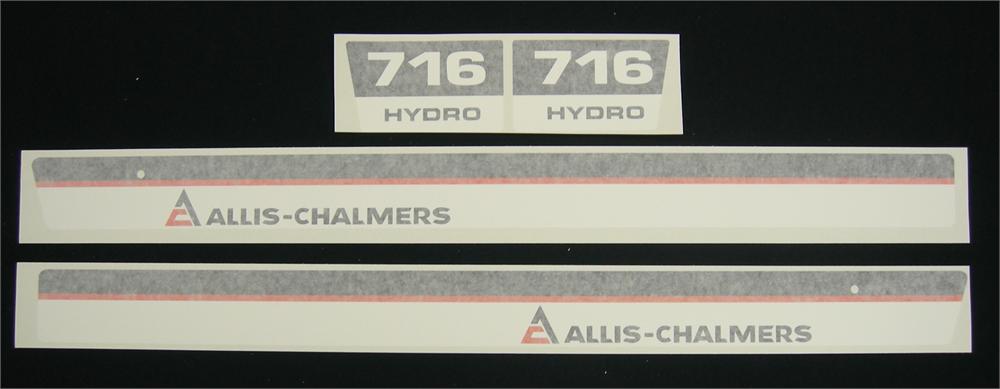 716 716
HYDRO HYDRO
ALLIS-CHALMERS
ALLIS-CHALMERS